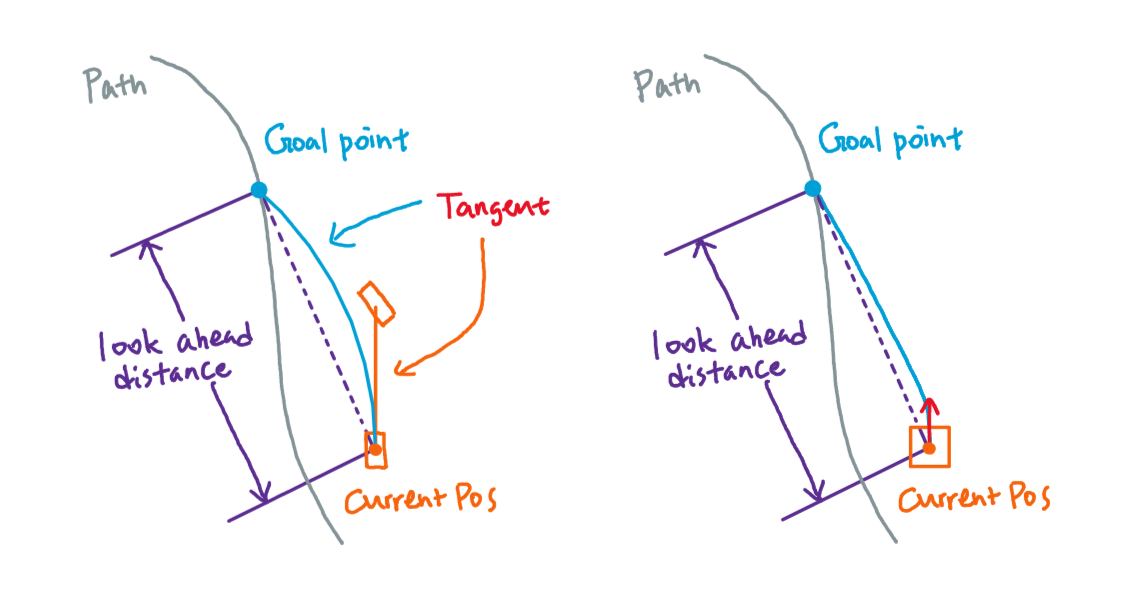 Path
Goal point
Tangent
look ahead
distance
Current Pos
Path
Goal point
look ahead
distance
Current Pos